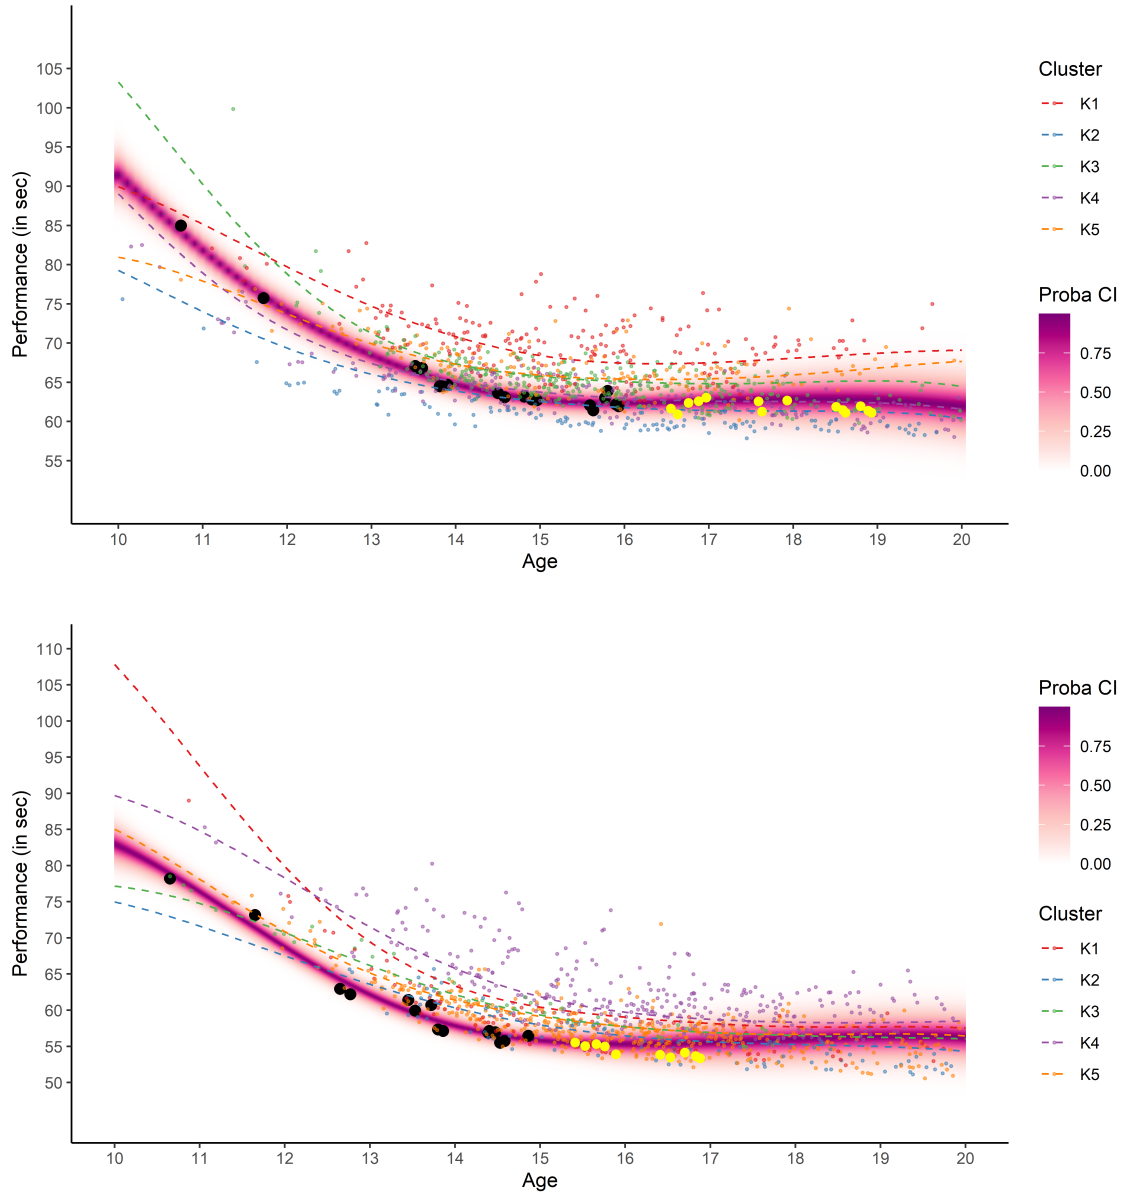 Performance (in sec)
105
100
95
90
85
80
75
70
65
60
55
10 11 12 13 14 15 16 17 18 19 20
Age
Cluster
K1
K2
K3
K4
K5
Proba CI
0.75
0.50
0.25
0.00
Performance (in sec)
110
105
100
95
90
85
80
75
70
65
60
55
50
10 11 12 13 14 15 16 17 18 19 20
Age
Proba CI
0.75
0.50
0.25
0.00
Cluster
K1
K2
K3
K4
K5